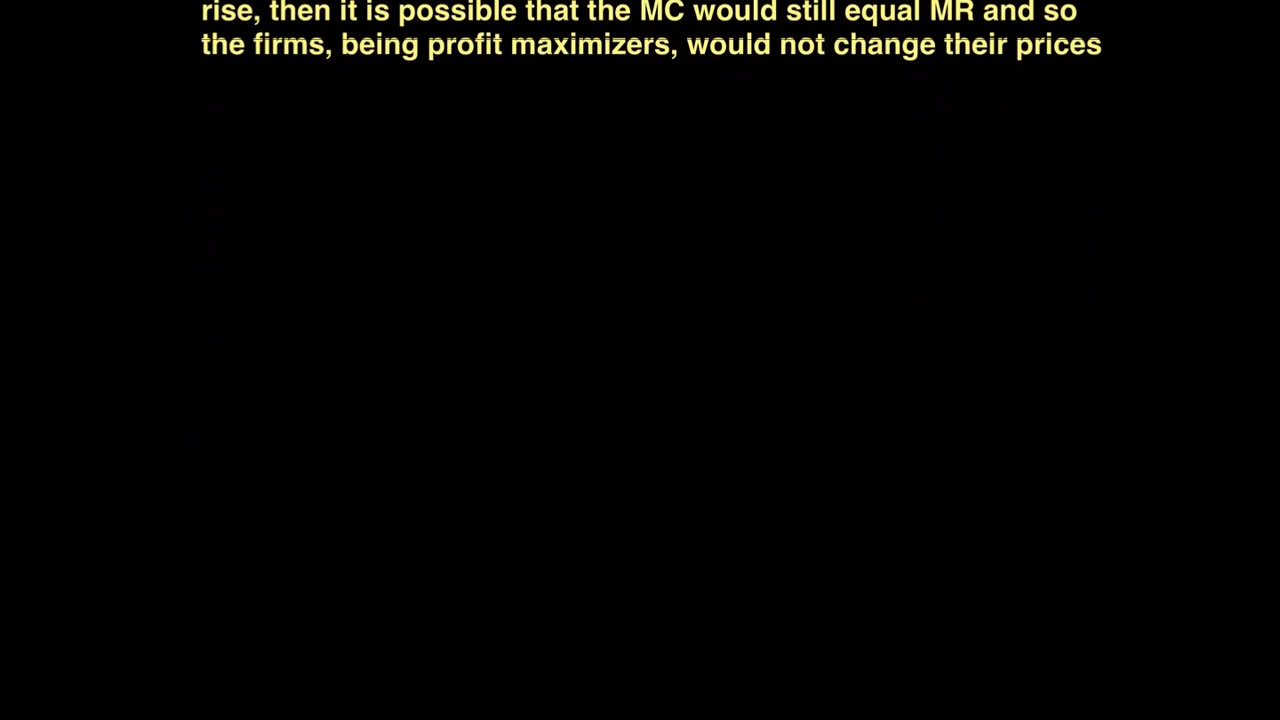 rise, then it is possible that the MC would still equal MR and so
the firms, being profit maximizers, would not change their prices